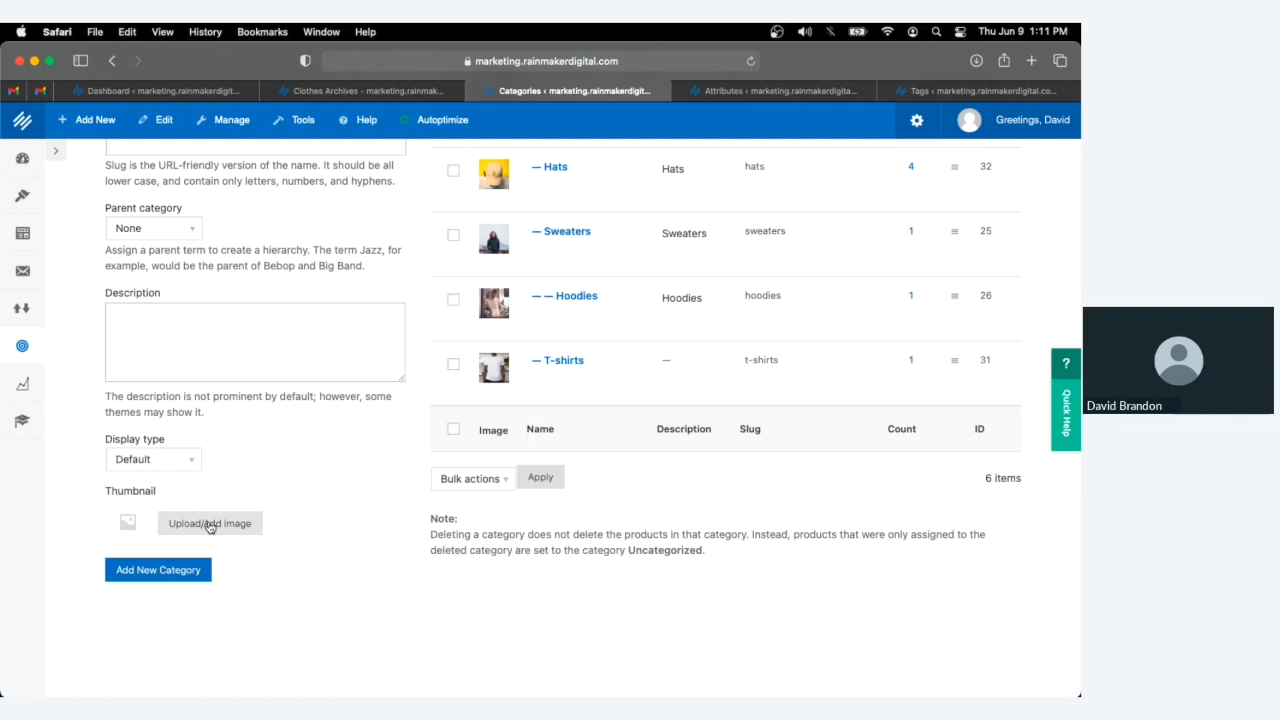 Safari File Edit View History Bookmarks Window Help Thu Jun 9 1:11 PM
marketing.rainmakerdigital.com
Dashboard ‹ marketing.rainmakerdigit...
Clothes Archives - marketing.rainmak...
Categories ‹ marketing.rainmakerdigit...
Attributes ‹ marketing.rainmakerdigita...
Tags ‹ marketing.rainmakerdigital.co...
Add New Edit Manage Tools Help Autoptimize Greetings, David
Slug is the URL-friendly version of the name. It should be all
lower case, and contain only letters, numbers, and hyphens.
Parent category
None
Assign a parent term to create a hierarchy. The term Jazz, for
example, would be the parent of Bebop and Big Band.
Description
The description is not prominent by default; however, some
themes may show it.
Display type
Default
Thumbnail
Upload/Add image
Add New Category
— Hats Hats hats 4 32
— Sweaters Sweaters sweaters 1 25
— — Hoodies Hoodies hoodies 1 26
— T-shirts — t-shirts 1 31
Image Name Description Slug Count ID
Bulk actions Apply 6 items
Note:
Deleting a category does not delete the products in that category. Instead, products that were only assigned to the
deleted category are set to the category Uncategorized.
? Quick Help
David Brandon